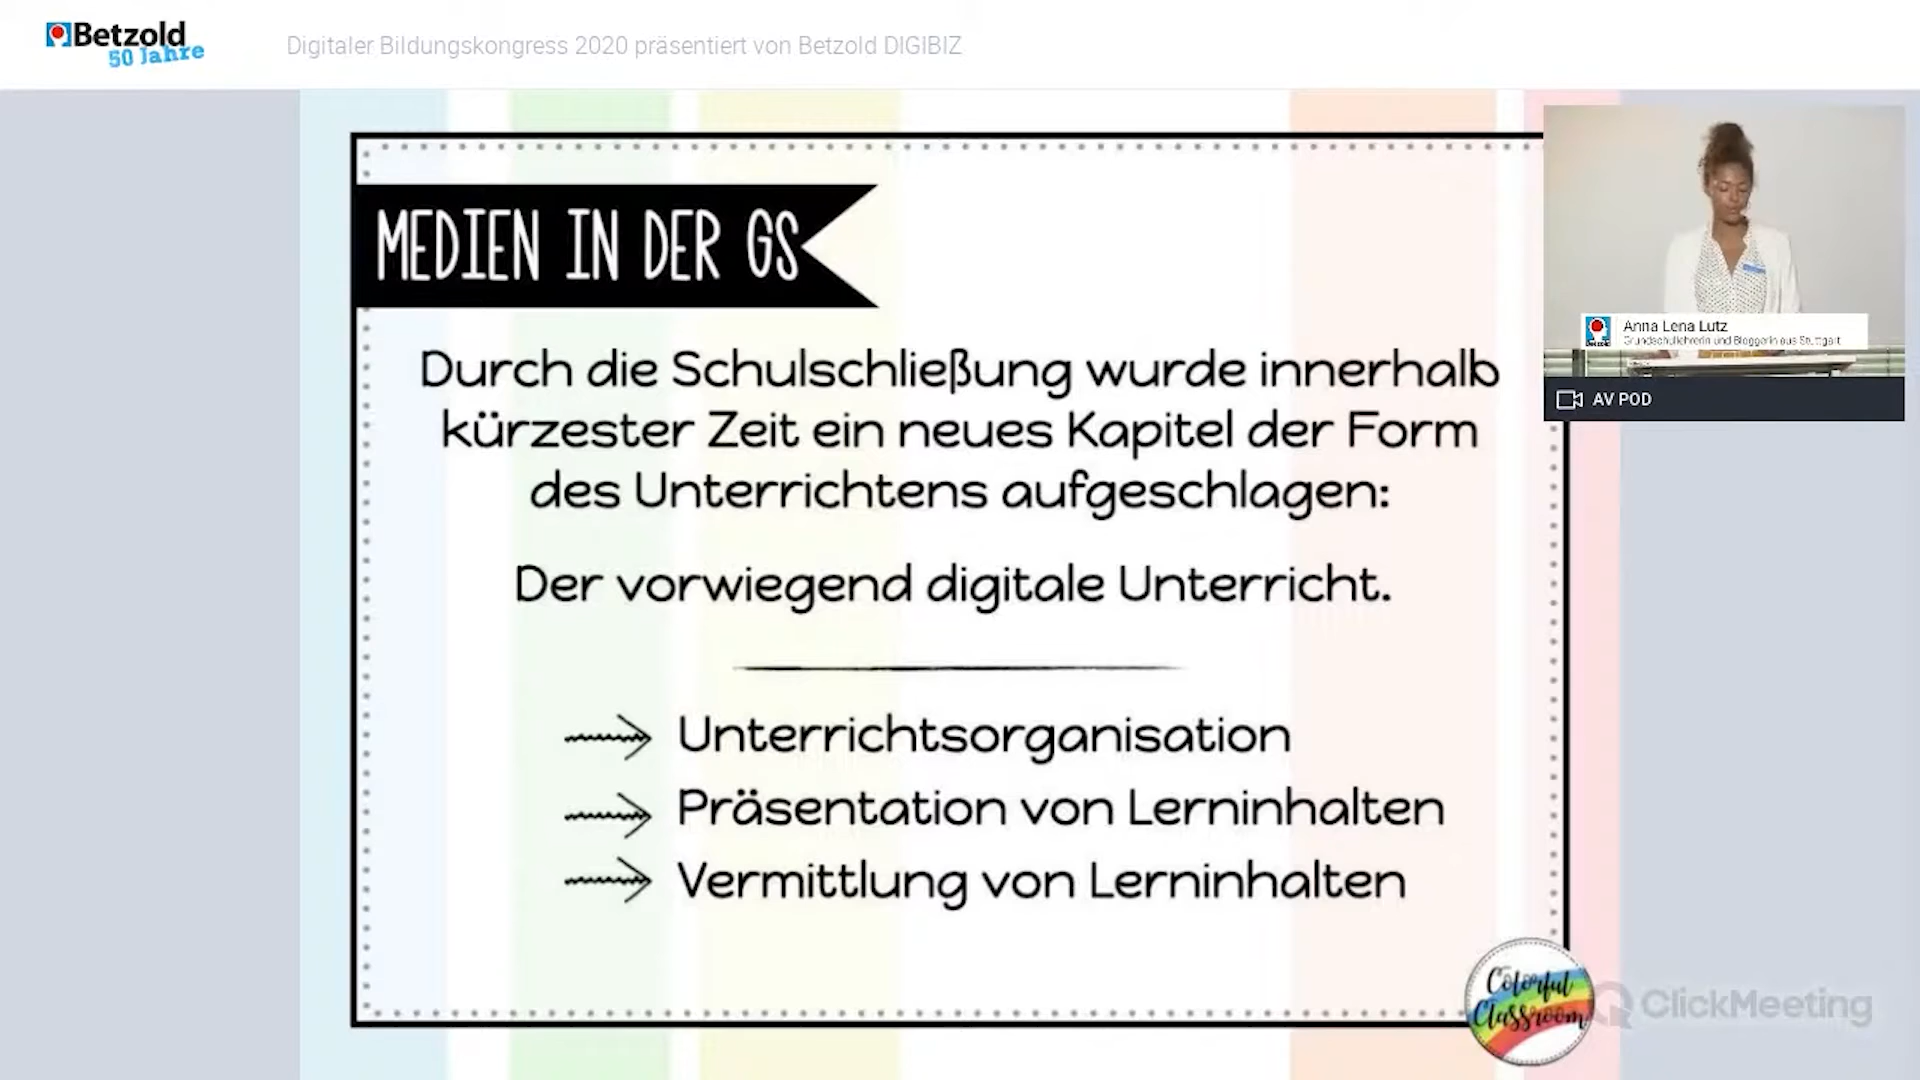 Betzold
50 Jahre
Digitaler Bildungskongress 2020 präsentiert von Betzold DIGIBIZ
MEDIEN IN DER GS
Durch die Schulschließung wurde innerhalb
kürzester Zeit ein neues Kapitel der Form
des Unterrichtens aufgeschlagen:
Der vorwiegend digitale Unterricht.
Unterrichtsorganisation
Präsentation von Lerninhalten
Vermittlung von Lerninhalten
Anna Lena Lutz
Betzold
Grundschullehrerin und Bloggerin aus Stuttgart
AV POD
Colorful
Classroom
ClickMeeting